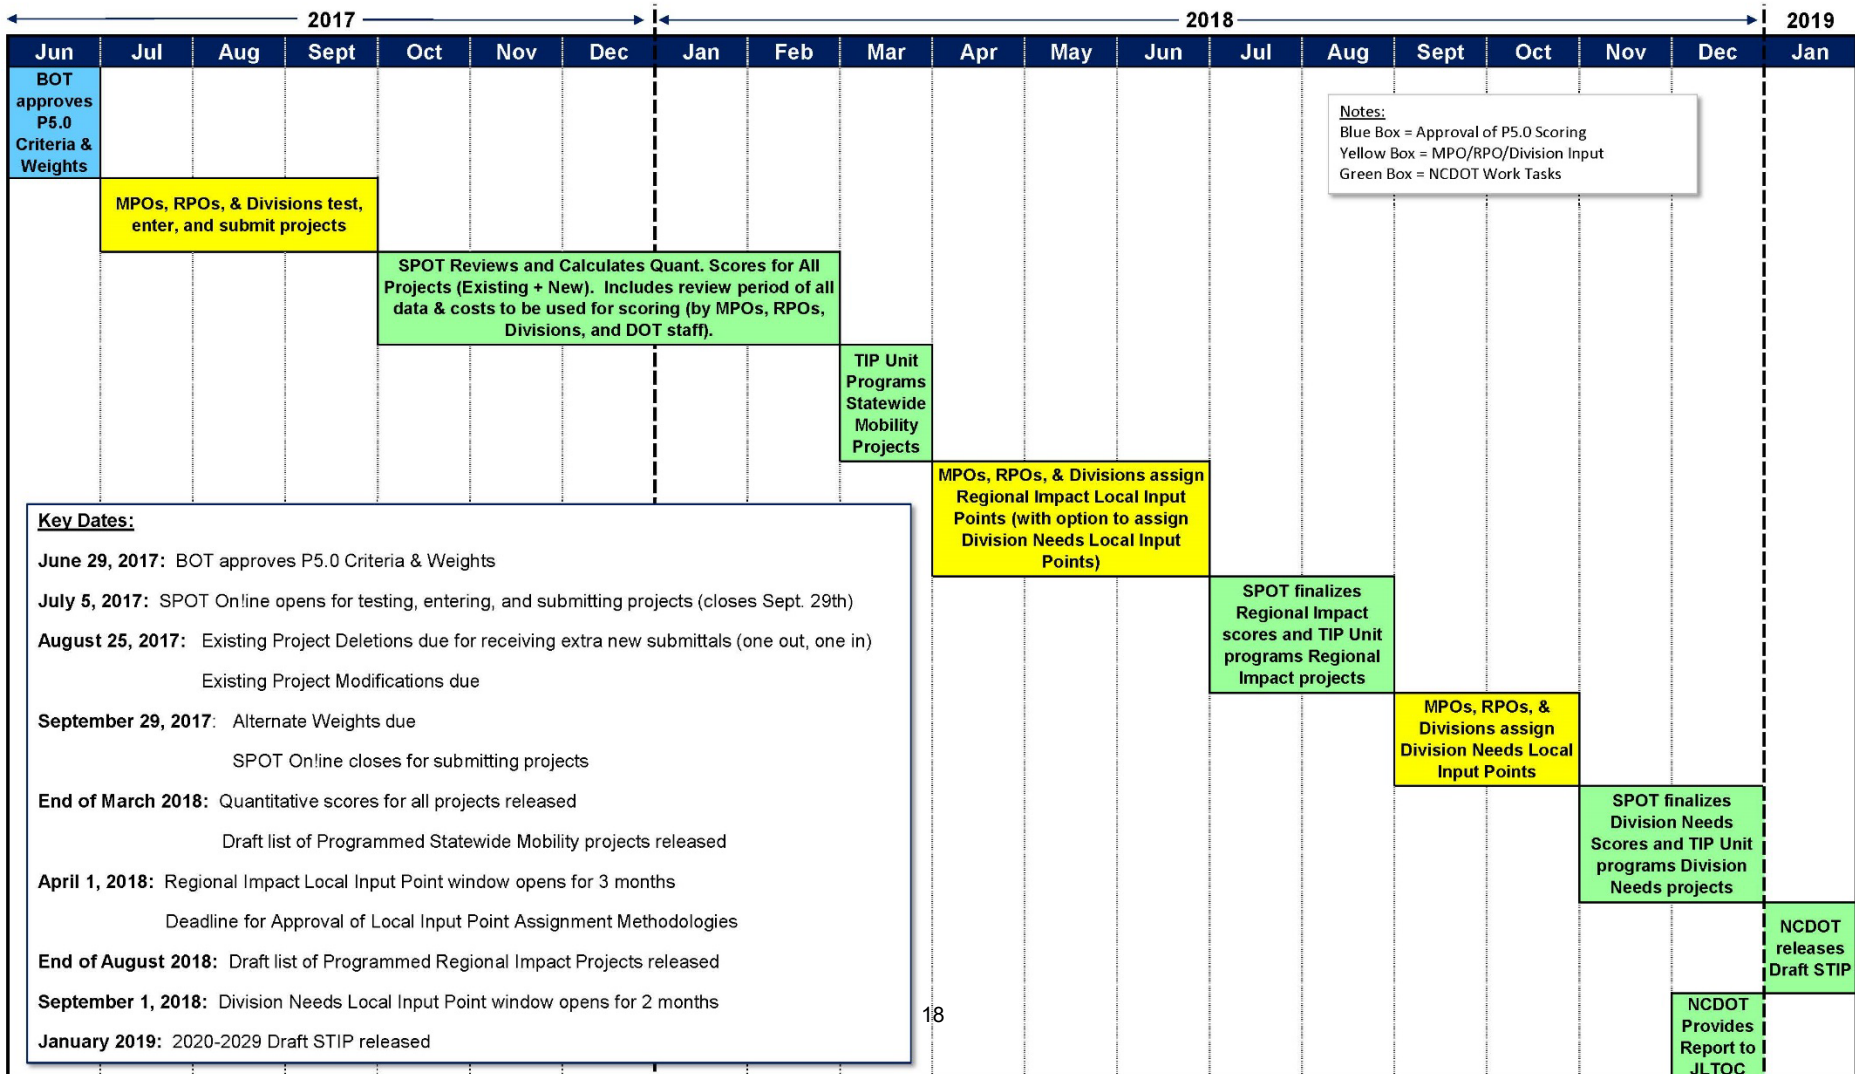 2017
2018
2019
Jun
Jul
Aug
Sept
Oct
Nov
Dec
Jan
Feb
Mar
Apr
May
Jun
Jul
Aug
Sept
Oct
Nov
Dec
Jan
BOT
approves
P5.0
Criteria &
Weights
Notes:
Blue Box = Approval of P5.0 Scoring
Yellow Box = MPO/RPO/Division Input
Green Box = NCDOT Work Tasks
MPOs, RPOs, & Divisions test,
enter, and submit projects
SPOT Reviews and Calculates Quant. Scores for All
Projects (Existing + New).  Includes review period of all
data & costs to be used for scoring (by MPOs, RPOs,
Divisions, and DOT staff).
TIP Unit
Programs
Statewide
Mobility
Projects
MPOs, RPOs, & Divisions assign
Regional Impact Local Input
Points (with option to assign
Division Needs Local Input
Points)
SPOT finalizes
Regional Impact
scores and TIP Unit
programs Regional
Impact projects
MPOs, RPOs, &
Divisions assign
Division Needs Local
Input Points
SPOT finalizes
Division Needs
Scores and TIP Unit
programs Division
Needs projects
NCDOT
releases
Draft STIP
NCDOT
Provides
Report to
JLTOC
Key Dates:
June 29, 2017: BOT approves P5.0 Criteria & Weights
July 5, 2017: SPOT On!ine opens for testing, entering, and submitting projects (closes Sept. 29th)
August 25, 2017: Existing Project Deletions due for receiving extra new submittals (one out, one in)
Existing Project Modifications due
September 29, 2017: Alternate Weights due
SPOT On!ine closes for submitting projects
End of March 2018: Quantitative scores for all projects released
Draft list of Programmed Statewide Mobility projects released
April 1, 2018: Regional Impact Local Input Point window opens for 3 months
Deadline for Approval of Local Input Point Assignment Methodologies
End of August 2018: Draft list of Programmed Regional Impact Projects released
September 1, 2018: Division Needs Local Input Point window opens for 2 months
January 2019: 2020-2029 Draft STIP released
18